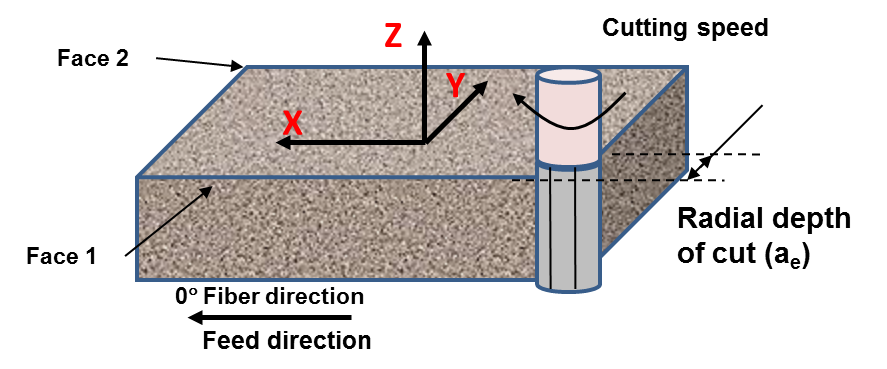 Z
Cutting speed
Face 2
Y
X
Radial depth
of cut (ae)
Face 1
0° Fiber direction
Feed direction